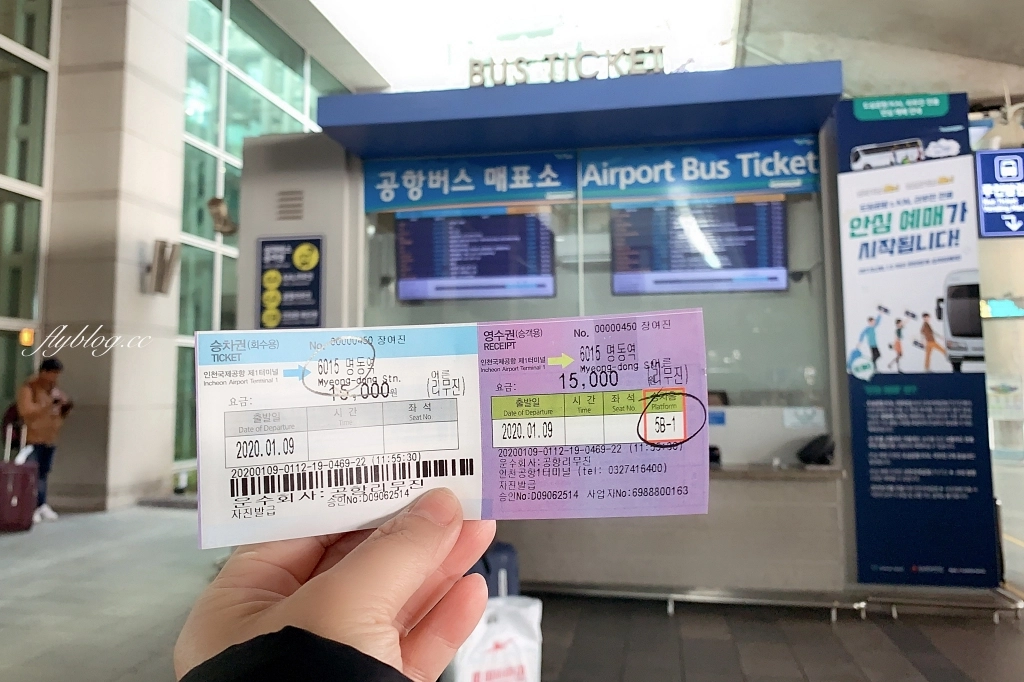 BUS TICKET
공항버스 매표소
Airport Bus Ticket
안심 예매가
시작됩니다!
flyblog.cc
승차권(회수용)
TICKET
No. 00000450 장여진
인천국제공항 제1터미널
Incheon Airport Terminal 1
6015 명동역
Myeong-dong Stn.
요금:
15,000원
(리무진)
출발일
Date of Departure
시 간
Time
좌 석
Seat No.
2020.01.09
20200109-0112-19-0469-22 (11:55:30)
운수회사:공항리무진
승인No:D09062514
자진발급
영수권(승객용)
RECEIPT
No. 00000450 장여진
인천국제공항 제1터미널
Incheon Airport Terminal 1
6015 명동역
Myeong-dong Stn.
요금:
15,000원
(리무진)
출발일
Date of Departure
시 간
Time
좌 석
Seat No.
승차홈
Platform
2020.01.09
5B-1
20200109-0112-19-0469-22 (11:55:30)
운수회사:공항리무진
인천공항1터미널 (tel: 0327416400)
승인No:D09062514 사업자No:6988800163
자진발급